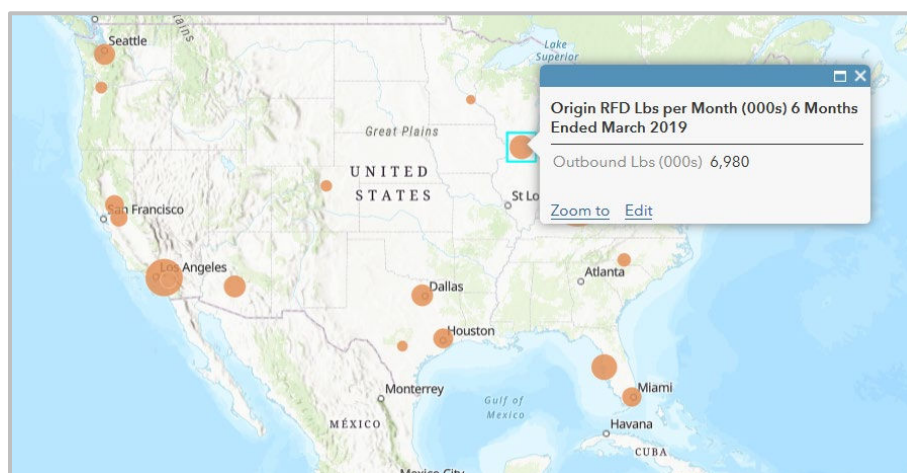 Seattle
Lake
Superior
Great Plains
UNITED
STATES
San Francisco
Los Angeles
St Lo
Atlanta
Dallas
Houston
Monterrey
MÉXICO
Gulf of
Mexico
Miami
Havana
CUBA
Mexico City
Origin RFD Lbs per Month (000s) 6 Months
Ended March 2019
Outbound Lbs (000s) 6,980
Zoom to Edit